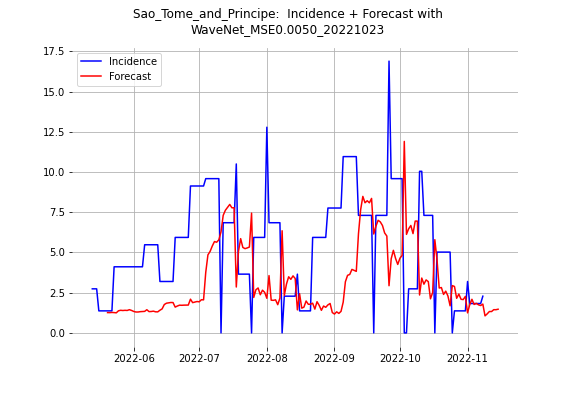 Sao_Tome_and_Principe: Incidence + Forecast with
WaveNet_MSE0.0050_20221023
Incidence
Forecast
17.5
15.0
12.5
10.0
7.5
5.0
2.5
0.0
2022-06 2022-07 2022-08 2022-09 2022-10 2022-11